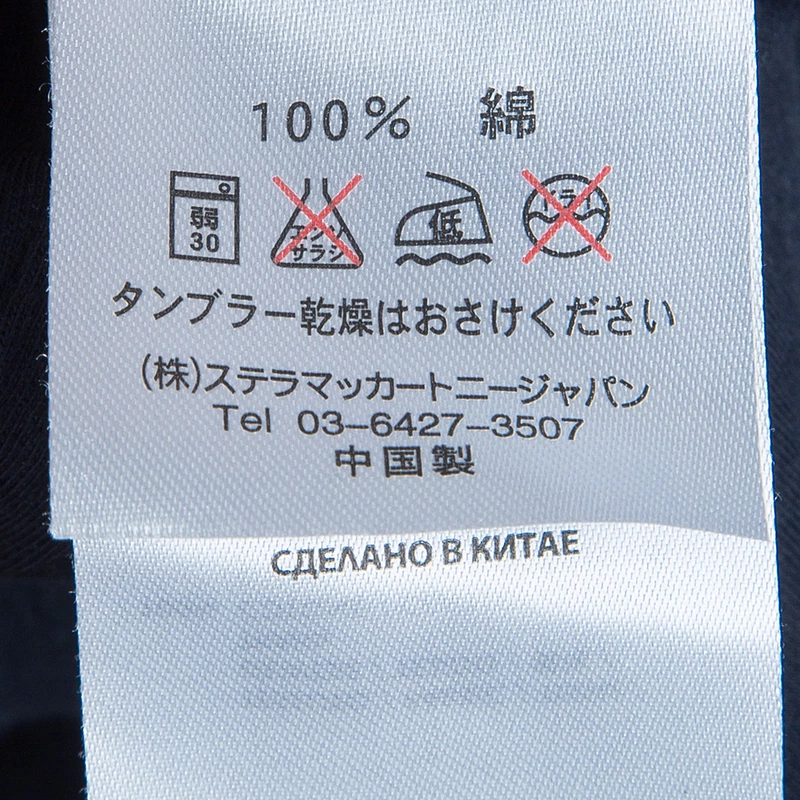 100% 綿
弱 30 エンソ サラシ 低 ドライ
タンブラー乾燥はおさけください
(株)ステラマッカートニージャパン
Tel 03-6427-3507
中国製
СДЕЛАНО В КИТАЕ